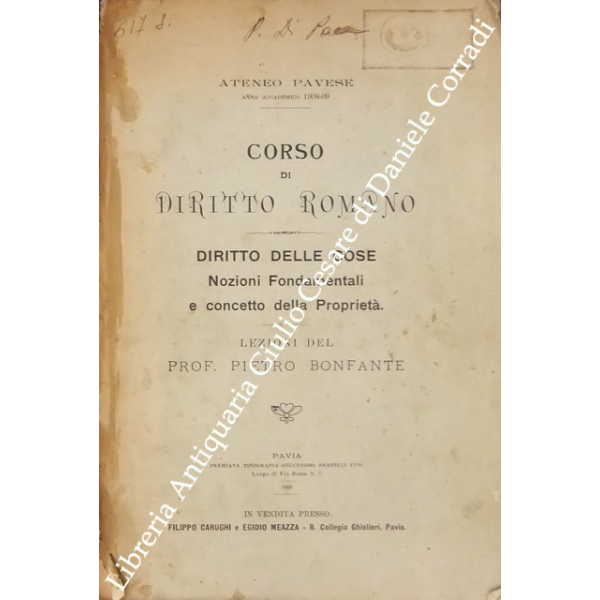 617 d.
P. Di Pace
ATENEO PAVESE
ANNO ACCADEMICO 1908-09
CORSO
DI
DIRITTO ROMANO
DIRITTO DELLE COSE
Nozioni Fondamentali
e concetto della Proprietà.
LEZIONI DEL
PROF. PIETRO BONFANTE
PAVIA
PREMIATA TIPOGRAFIA SUCCESSORI FRATELLI FUSI
Largo di Via Roma N. 7
IN VENDITA PRESSO:
FILIPPO CARUGHI e EGIDIO MEAZZA - R. Collegio Ghislieri, Pavia.
Libreria Antiquaria Giulio Cesare di Daniele Corradi